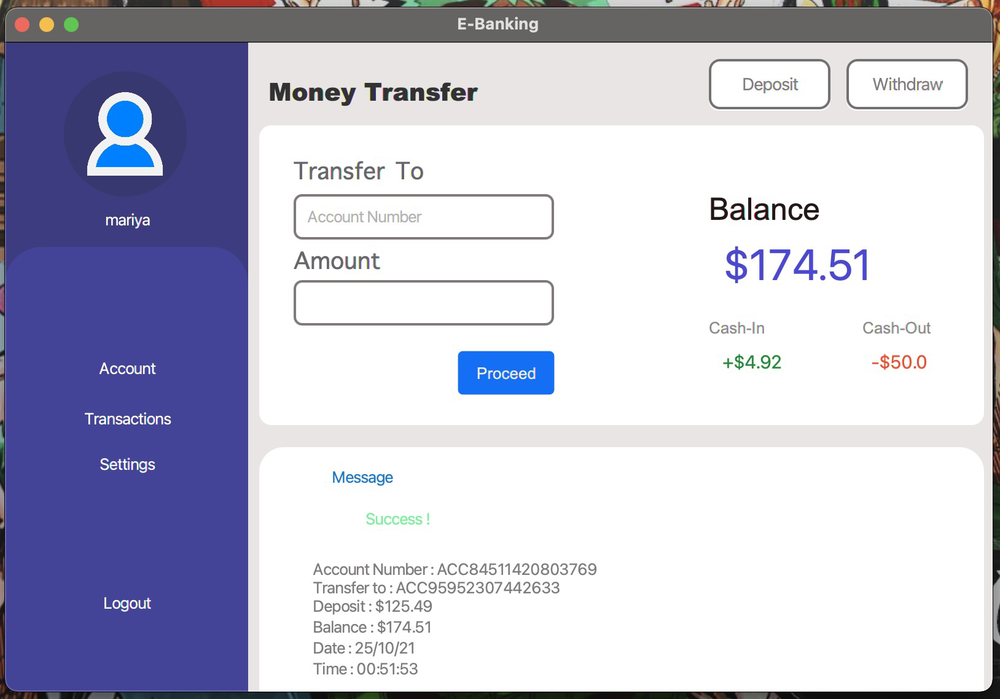 E-Banking
mariya
Account
Transactions
Settings
Logout
Money Transfer
Deposit
Withdraw
Transfer To
Account Number
Amount
Proceed
Balance
$174.51
Cash-In
Cash-Out
+$4.92
-$50.0
Message
Success !
Account Number : ACC84511420803769
Transfer to : ACC95952307442633
Deposit : $125.49
Balance : $174.51
Date : 25/10/21
Time : 00:51:53